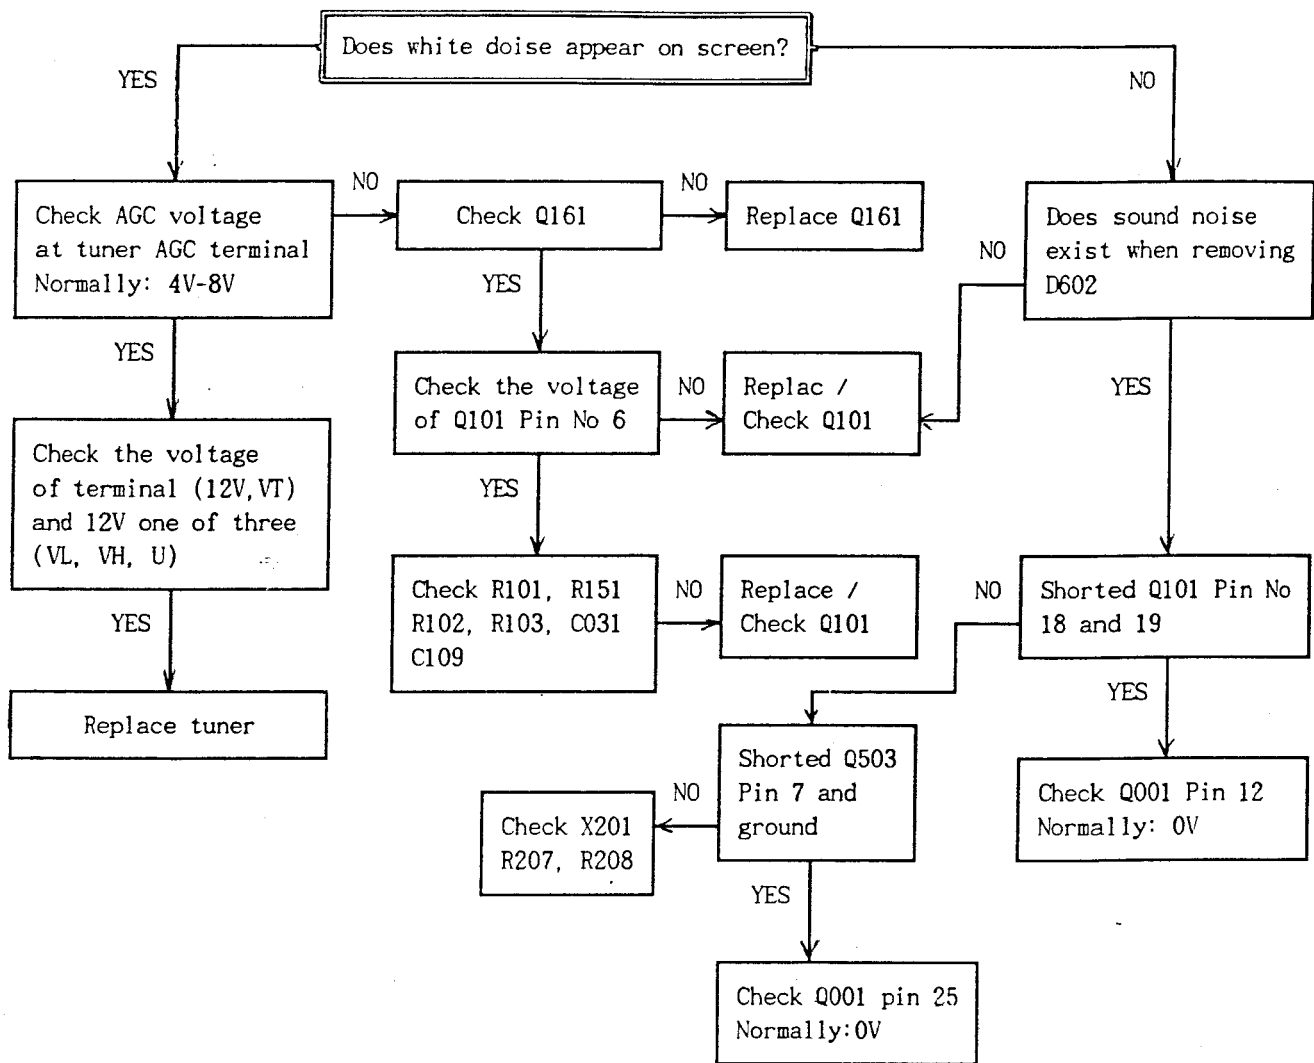 Does white doise appear on screen?
YES
NO
Check AGC voltage
at tuner AGC terminal
Normally: 4V-8V
NO
Check Q161
NO
Replace Q161
Does sound noise
exist when removing
D602
NO
YES
YES
YES
Check the voltage
of Q101 Pin No 6
NO
Replac /
Check Q101
Check the voltage
of terminal (12V,VT)
and 12V one of three
(VL, VH, U)
YES
YES
Check R101, R151
R102, R103, C031
C109
NO
Replace /
Check Q101
NO
Shorted Q101 Pin No
18 and 19
Replace tuner
YES
Shorted Q503
Pin 7 and
ground
NO
Check X201
R207, R208
Check Q001 Pin 12
Normally: 0V
YES
Check Q001 pin 25
Normally:0V